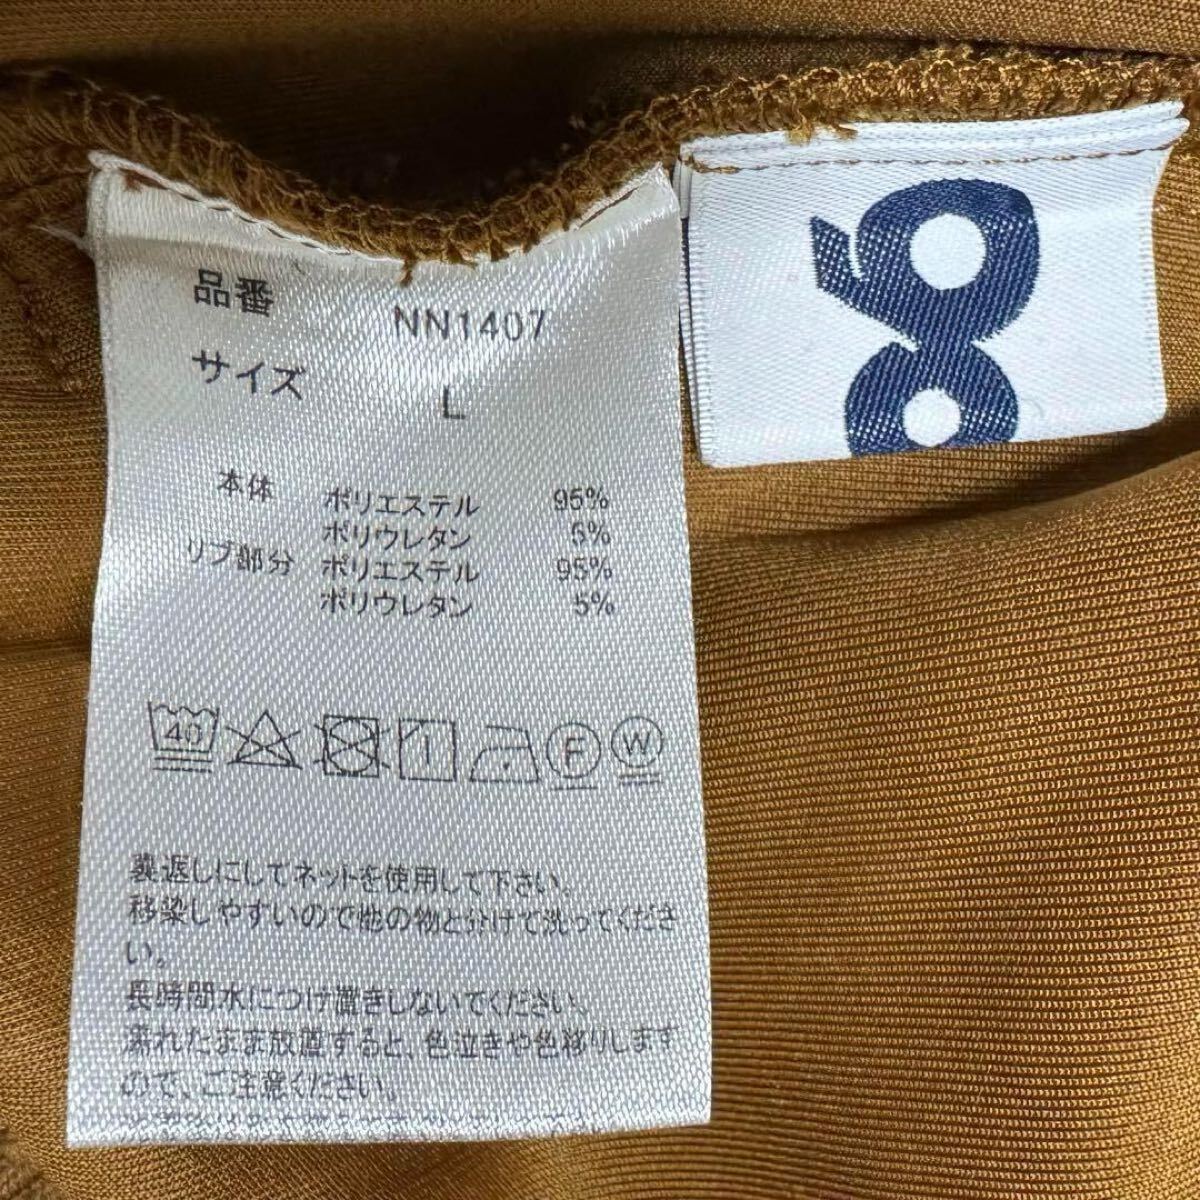 品番 NN1407
サイズ L
本体 ポリエステル 95%
ポリウレタン 5%
リブ部分 ポリエステル 95%
ポリウレタン 5%
40 1 F W
裏返しにしてネットを使用して下さい。
移染しやすいので他の物と分けて洗ってくださ
い。
長時間水につけ置きしないでください。
濡れたまま放置すると、色泣きや色移りします
ので、ご注意ください。